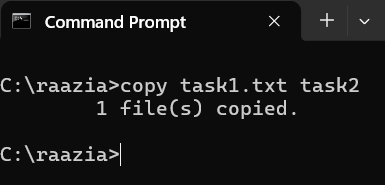 Command Prompt
C:\raazia>copy task1.txt task2
        1 file(s) copied.
C:\raazia>